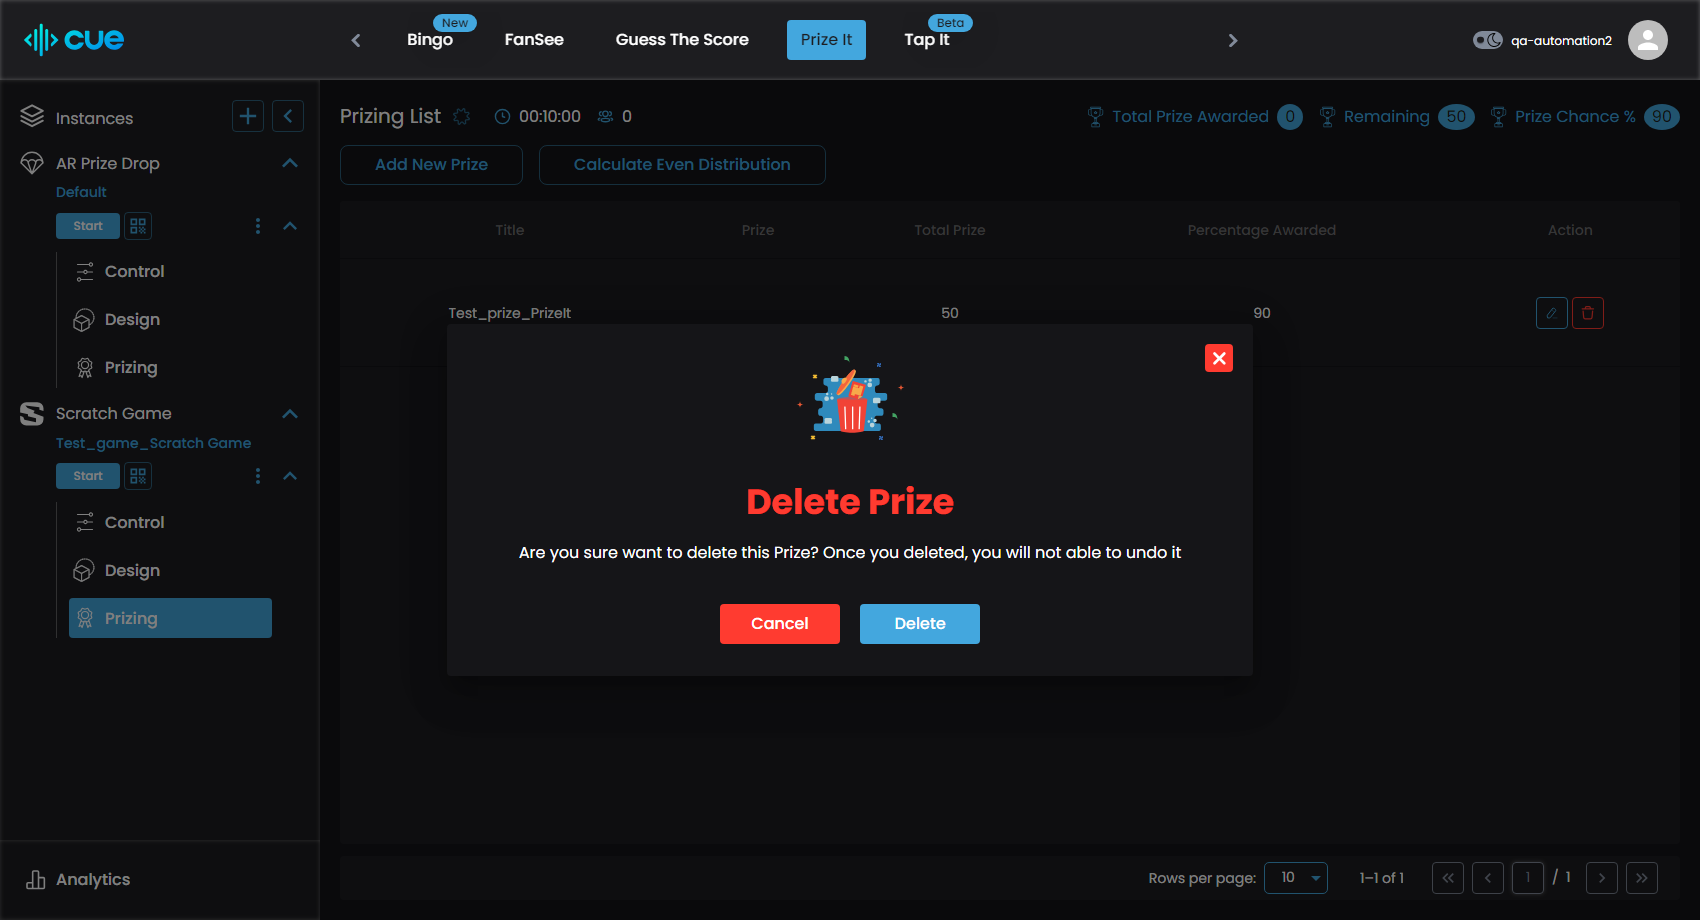 cue
Bingo
New
FanSee
Guess The Score
Prize It
Tap It
Beta
qa-automation2
Instances
AR Prize Drop
Default
Start
Control
Design
Prizing
Scratch Game
Test_game_Scratch Game
Start
Control
Design
Prizing
Analytics
Prizing List
00:10:00
0
Total Prize Awarded 0
Remaining 50
Prize Chance % 90
Add New Prize
Calculate Even Distribution
Title Prize Total Prize Percentage Awarded Action
Test_prize_PrizeIt 50 90
Delete Prize
Are you sure want to delete this Prize? Once you deleted, you will not able to undo it
Cancel
Delete
Rows per page: 10 1–1 of 1 1 / 1